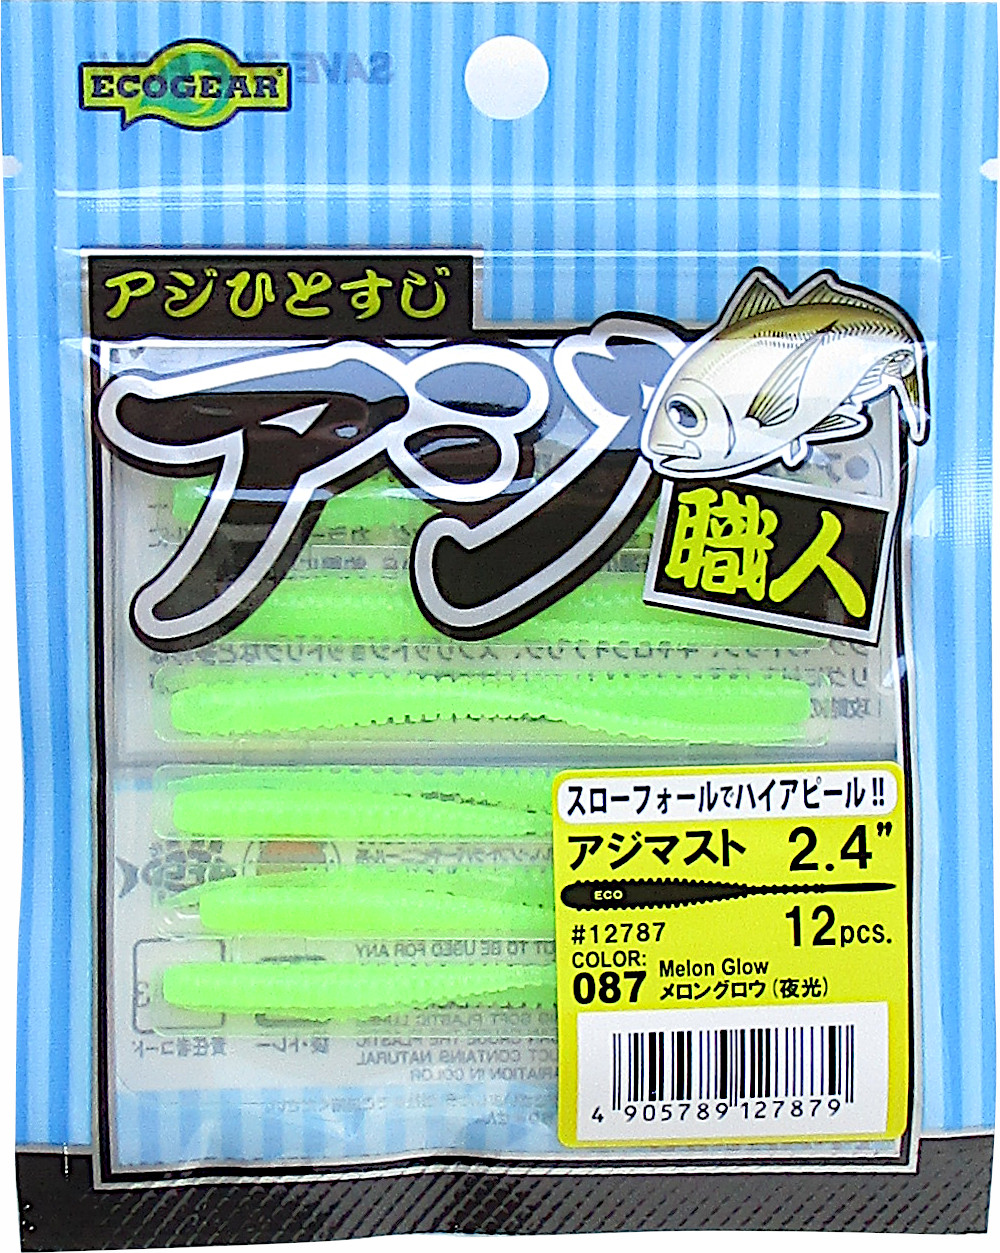 ECOGEAR
アジひとすじ
アジ
職人
スローフォールでハイアピール!!
アジマスト 2.4”
ECO
#12787 12pcs.
COLOR:
087 Melon Glow
メロングロウ(夜光)
4 905789 127879